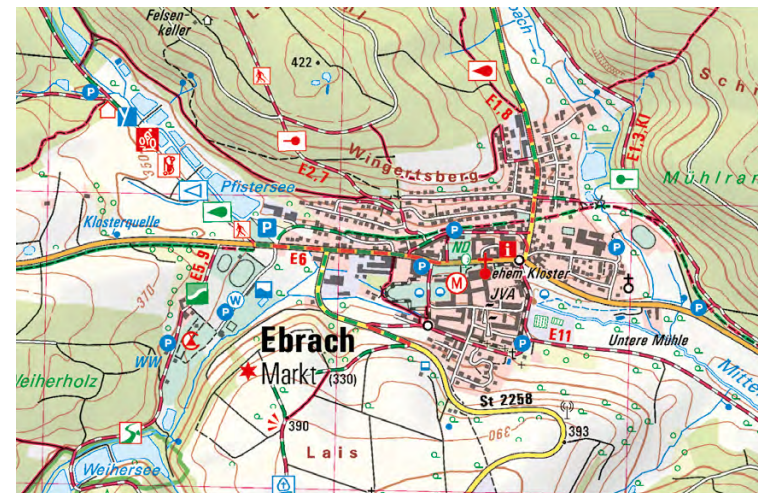 Felsen-
keller
422
bach
P
E1,8
Schi
E1,3,Kl
Wingertsberg
E2,7
350
Mühlran
Pfistersee
Klosterquelle
P
P
P
ND
i
E6
P
E5,9
ehem Kloster
M
JVA
370
W
P
P
WW
P
E11
Untere Mühle
Ebrach
Markt (330)
Mitte
Weiherholz
St 2258
390
390
393
Lais
Weihersee